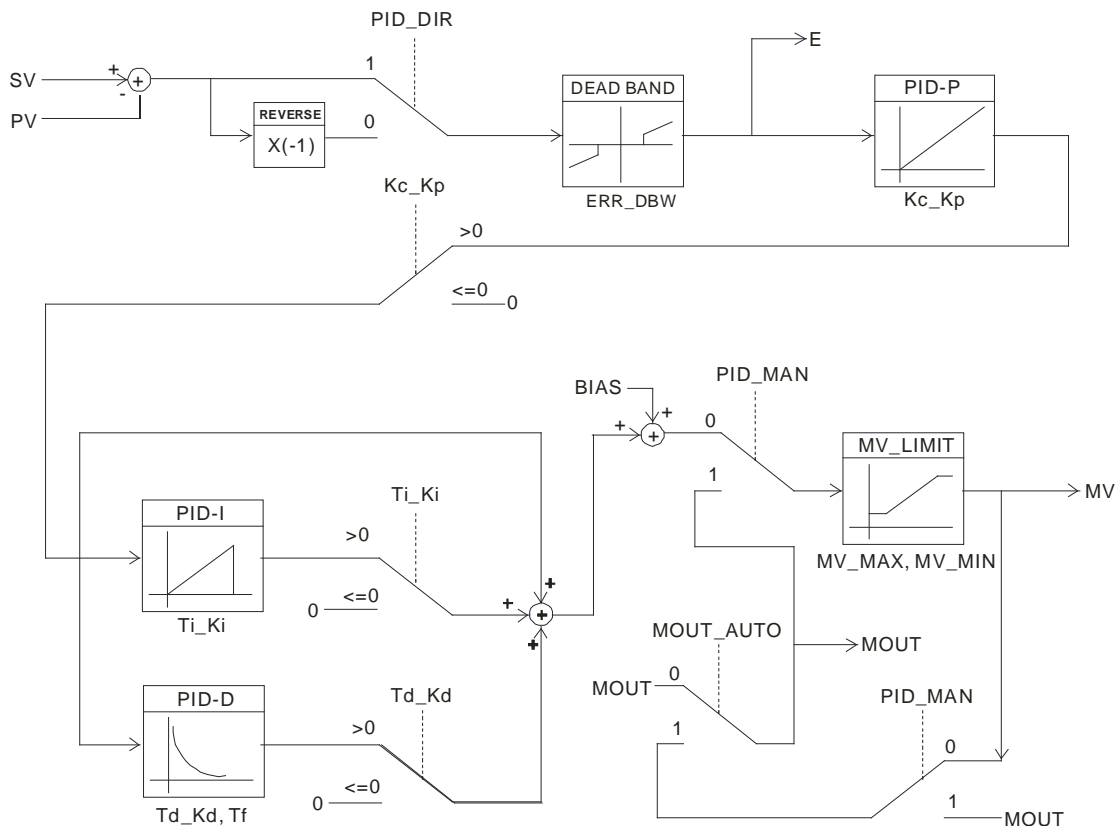 PID_DIR
E
SV
+
+
-
PV
1
0
REVERSE
X(-1)
DEAD BAND
ERR_DBW
PID-P
Kc_Kp
Kc_Kp
>0
<=0
0
BIAS
+
+
+
PID_MAN
0
1
MV_LIMIT
MV
MV_MAX, MV_MIN
PID-I
Ti_Ki
Ti_Ki
>0
0
<=0
+
+
+
+
MOUT_AUTO
MOUT
0
1
MOUT
PID-D
Td_Kd, Tf
Td_Kd
>0
0
<=0
PID_MAN
0
1
MOUT